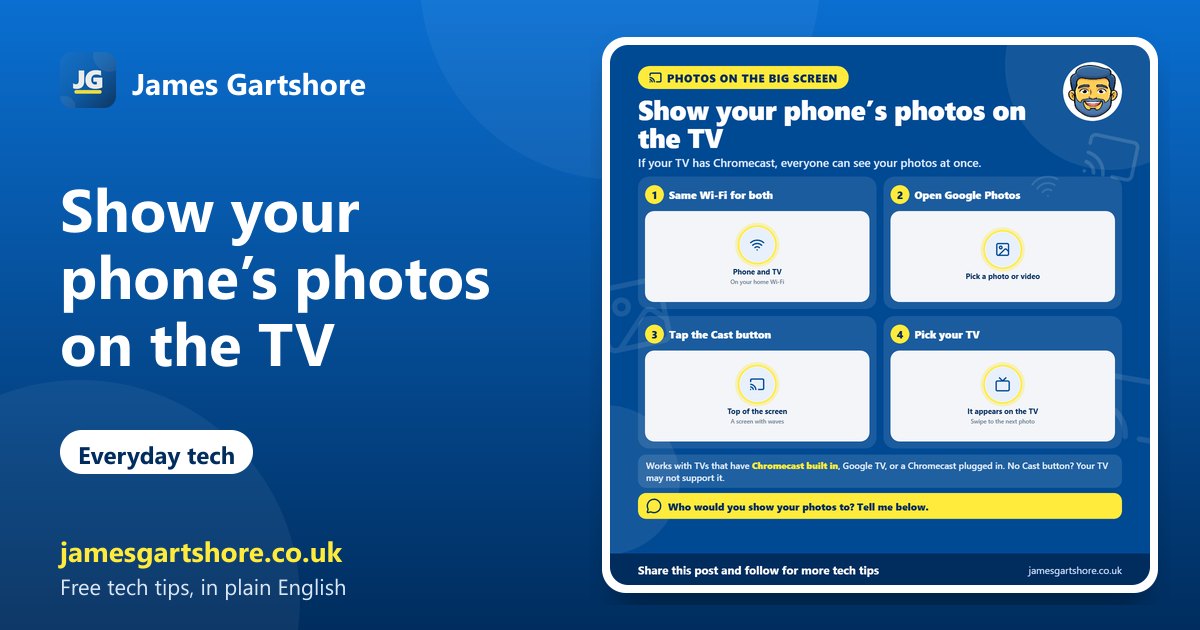 JG
James Gartshore
Show your
phone’s photos
on the TV
Everyday tech
jamesgartshore.co.uk
Free tech tips, in plain English
PHOTOS ON THE BIG SCREEN
Show your phone’s photos on
the TV
If your TV has Chromecast, everyone can see your photos at once.
1 Same Wi-Fi for both
Phone and TV
On your home Wi-Fi
2 Open Google Photos
Pick a photo or video
3 Tap the Cast button
Top of the screen
A screen with waves
4 Pick your TV
It appears on the TV
Swipe to the next photo
Works with TVs that have Chromecast built in, Google TV, or a Chromecast plugged in. No Cast button? Your TV
may not support it.
Who would you show your photos to? Tell me below.
Share this post and follow for more tech tips
jamesgartshore.co.uk